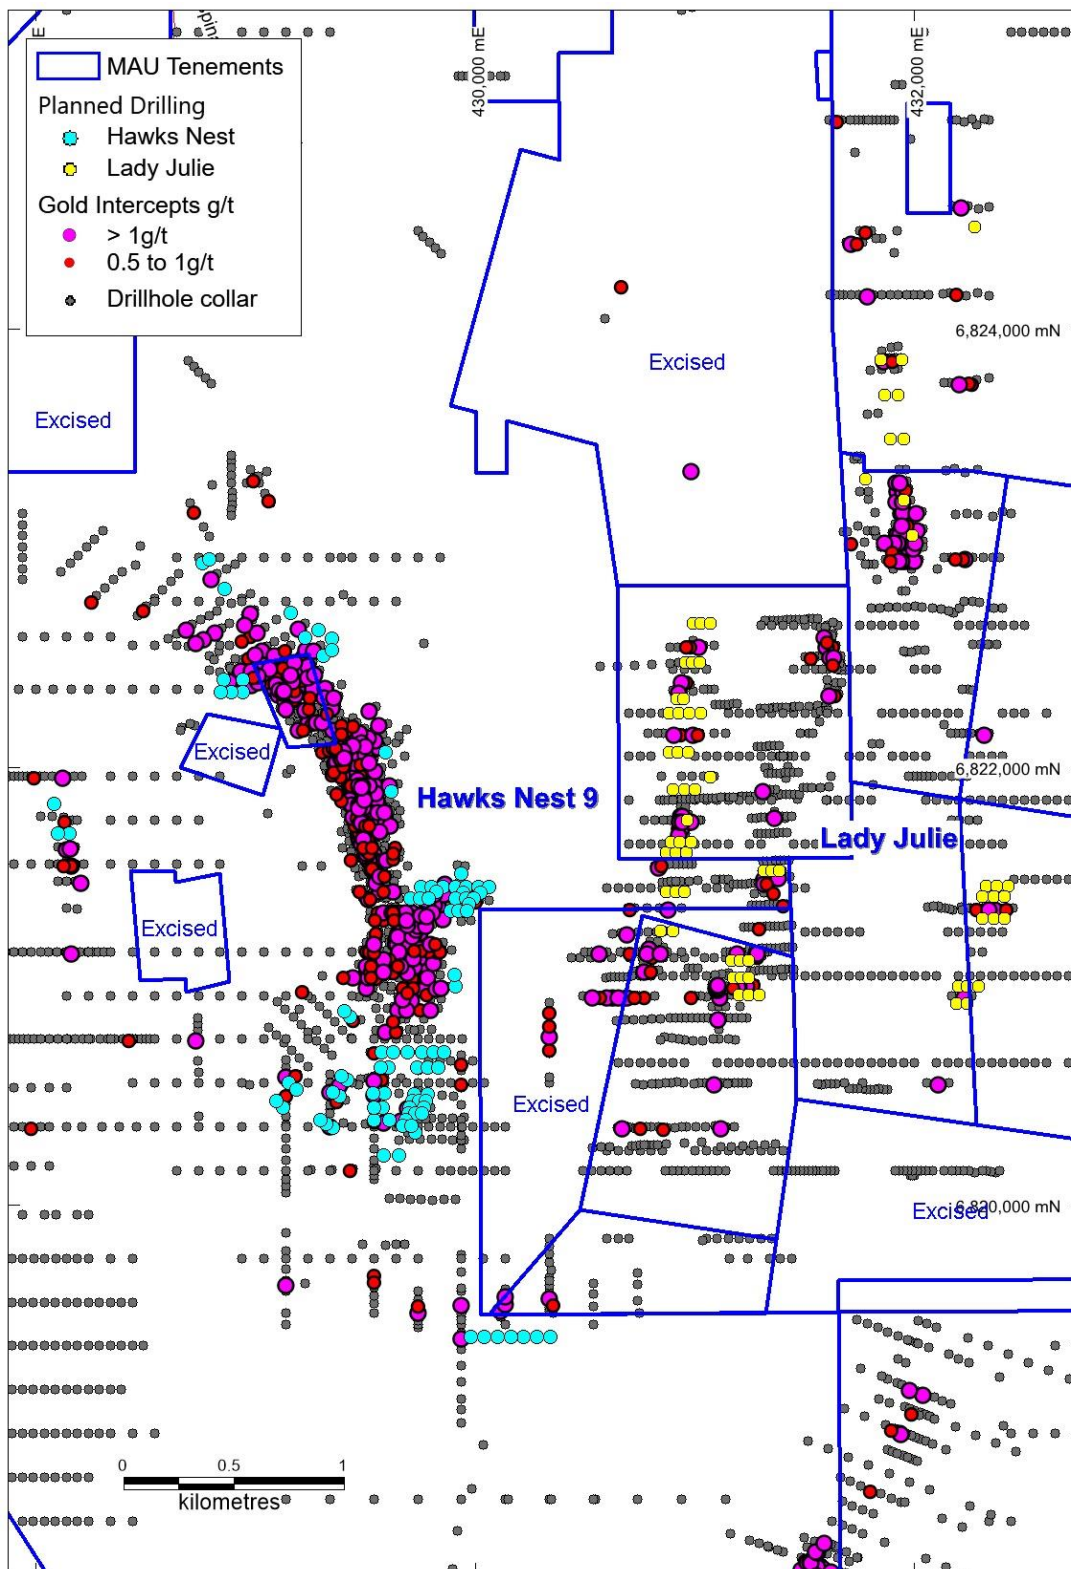 430,000 mE
432,000 mE
MAU Tenements
Planned Drilling
Hawks Nest
Lady Julie
Gold Intercepts g/t
> 1g/t
0.5 to 1g/t
Drillhole collar
6,824,000 mN
Excised
Excised
Excised
6,822,000 mN
Hawks Nest 9
Lady Julie
Excised
Excised
Excised
6,820,000 mN
0
0.5
1
kilometres